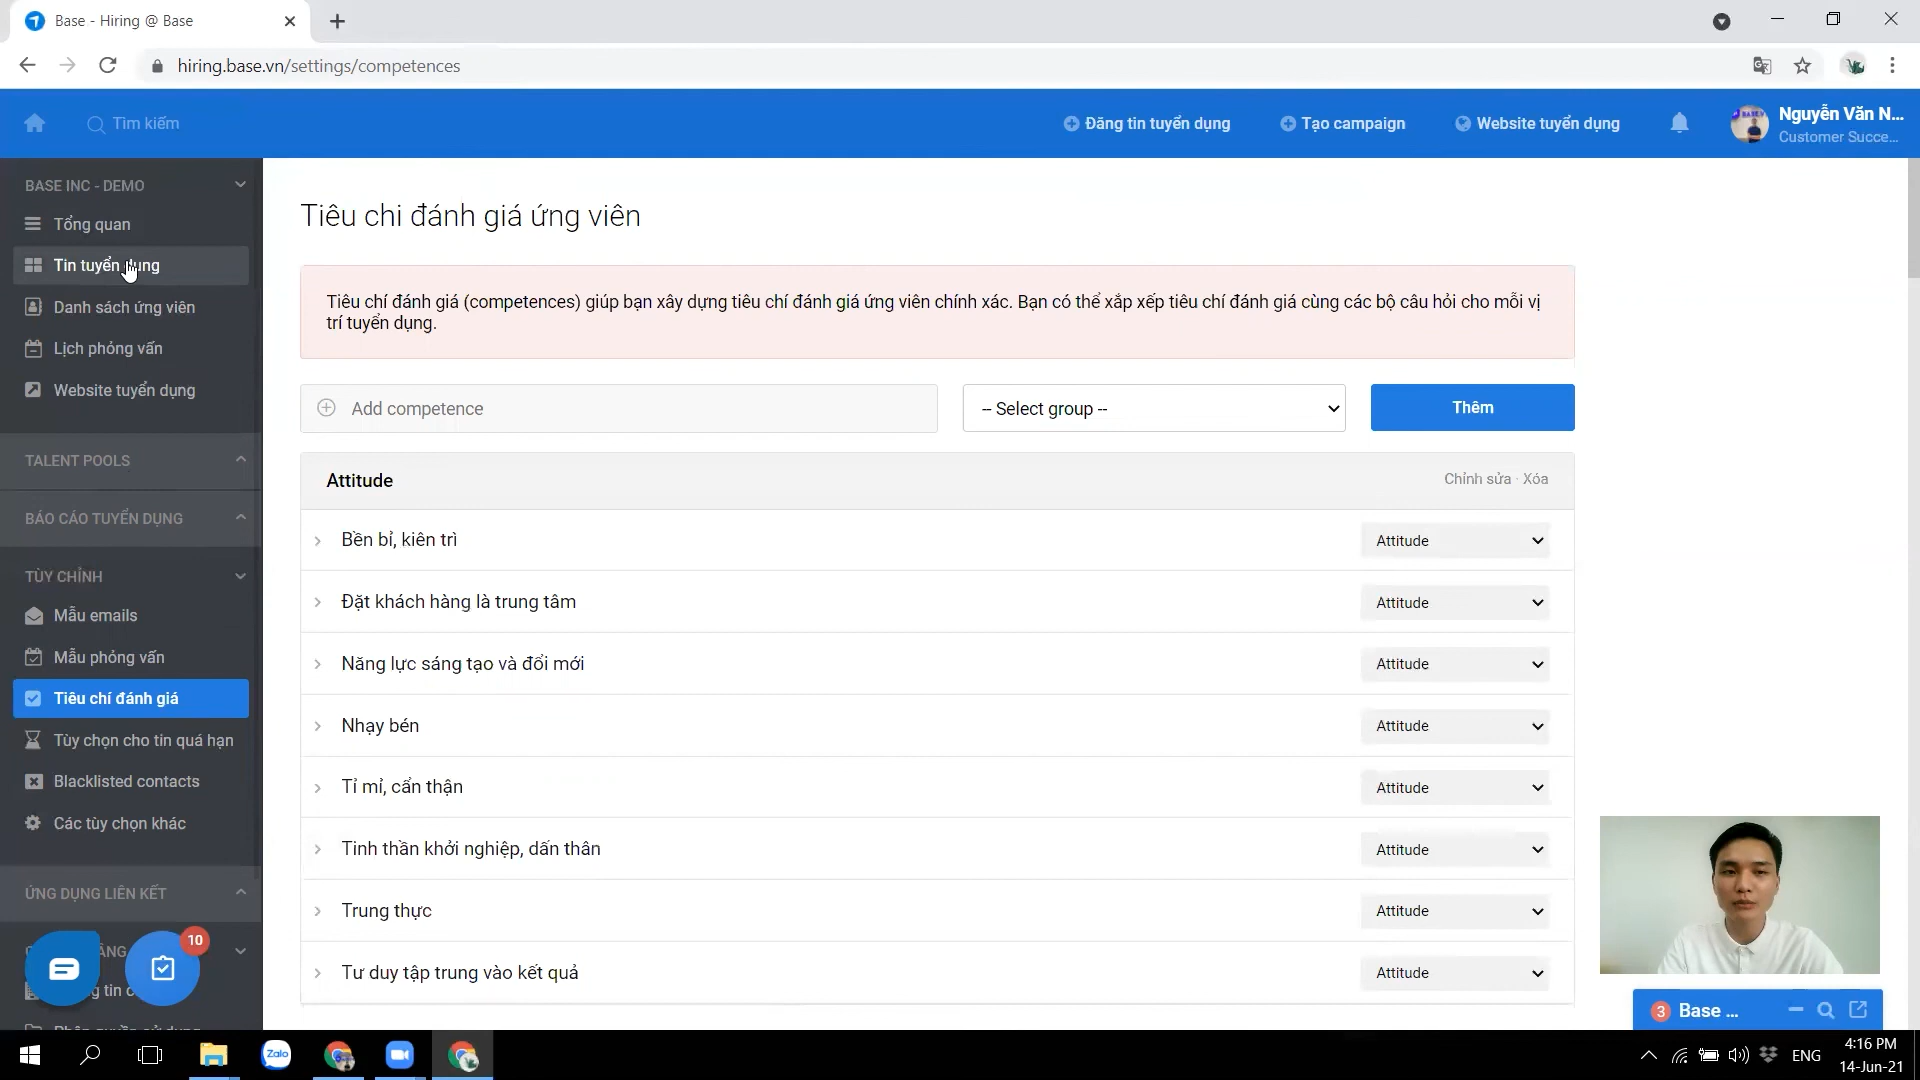 Base - Hiring @ Base
hiring.base.vn/settings/competences
Tìm kiếm
Đăng tin tuyển dụng
Tạo campaign
Website tuyển dụng
Nguyễn Văn N...
Customer Succe...
BASE INC - DEMO
Tổng quan
Tin tuyển dụng
Danh sách ứng viên
Lịch phỏng vấn
Website tuyển dụng
TALENT POOLS
BÁO CÁO TUYỂN DỤNG
TÙY CHỈNH
Mẫu emails
Mẫu phỏng vấn
Tiêu chí đánh giá
Tùy chọn cho tin quá hạn
Blacklisted contacts
Các tùy chọn khác
ỨNG DỤNG LIÊN KẾT
10
Tiêu chi đánh giá ứng viên
Tiêu chí đánh giá (competences) giúp bạn xây dựng tiêu chí đánh giá ứng viên chính xác. Bạn có thể xắp xếp tiêu chí đánh giá cùng các bộ câu hỏi cho mỗi vị
trí tuyển dụng.
Add competence
-- Select group --
Thêm
Attitude
Chỉnh sửa · Xóa
Bền bỉ, kiên trì
Attitude
Đặt khách hàng là trung tâm
Attitude
Năng lực sáng tạo và đổi mới
Attitude
Nhạy bén
Attitude
Tỉ mỉ, cẩn thận
Attitude
Tinh thần khởi nghiệp, dấn thân
Attitude
Trung thực
Attitude
Tư duy tập trung vào kết quả
Attitude
3 Base ...
Zalo
ENG
4:16 PM
14-Jun-21